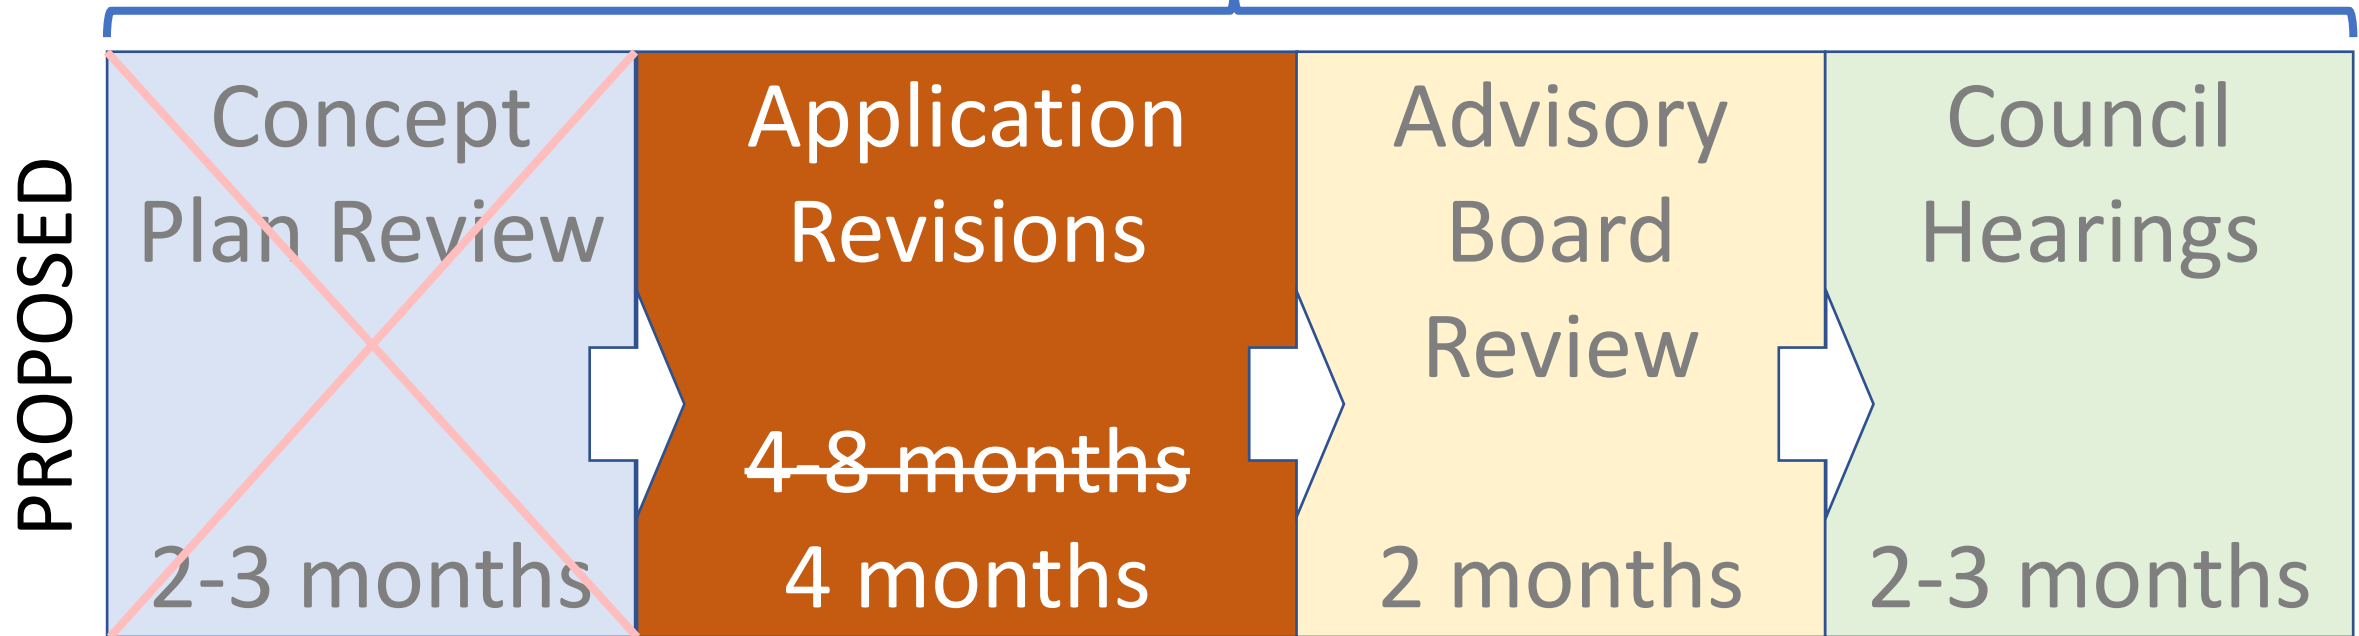 PROPOSED
Concept
Plan Review
2-3 months
Application
Revisions
4-8 months
4 months
Advisory
Board
Review
2 months
Council
Hearings
2-3 months